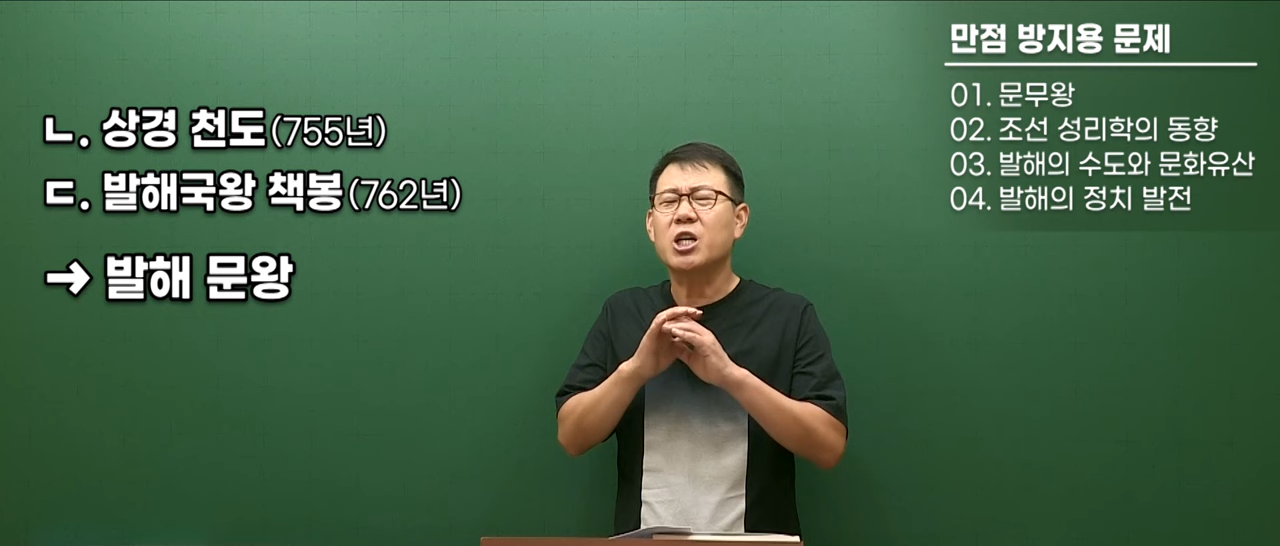 ㄴ. 상경 천도(755년)
ㄷ. 발해국왕 책봉(762년)
→ 발해 문왕
만점 방지용 문제
01. 문무왕
02. 조선 성리학의 동향
03. 발해의 수도와 문화유산
04. 발해의 정치 발전